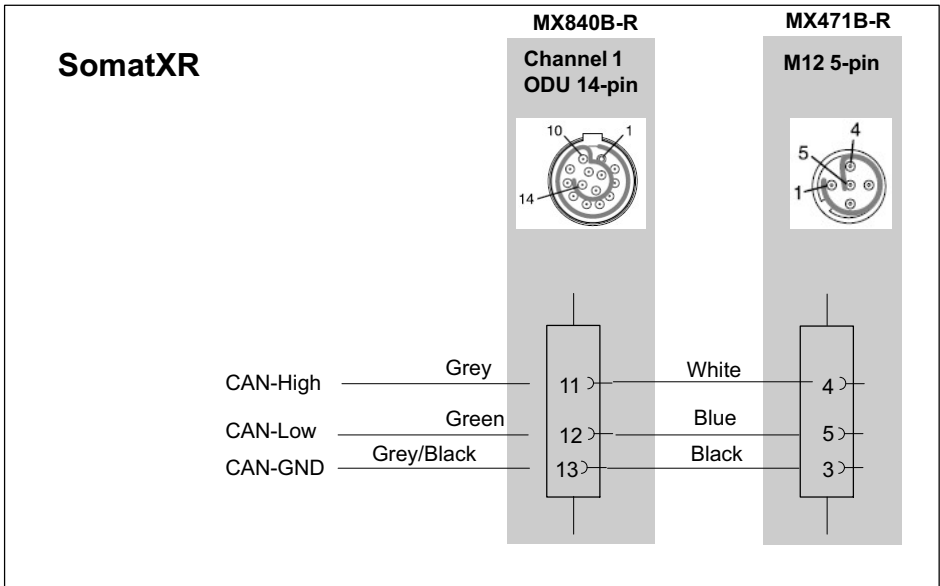 MX840B-R
MX471B-R
SomatXR
Channel 1
ODU 14-pin
M12 5-pin
10
1
14
4
5
1
CAN-High
Grey
11
White
4
CAN-Low
Green
12
Blue
5
CAN-GND
Grey/Black
13
Black
3